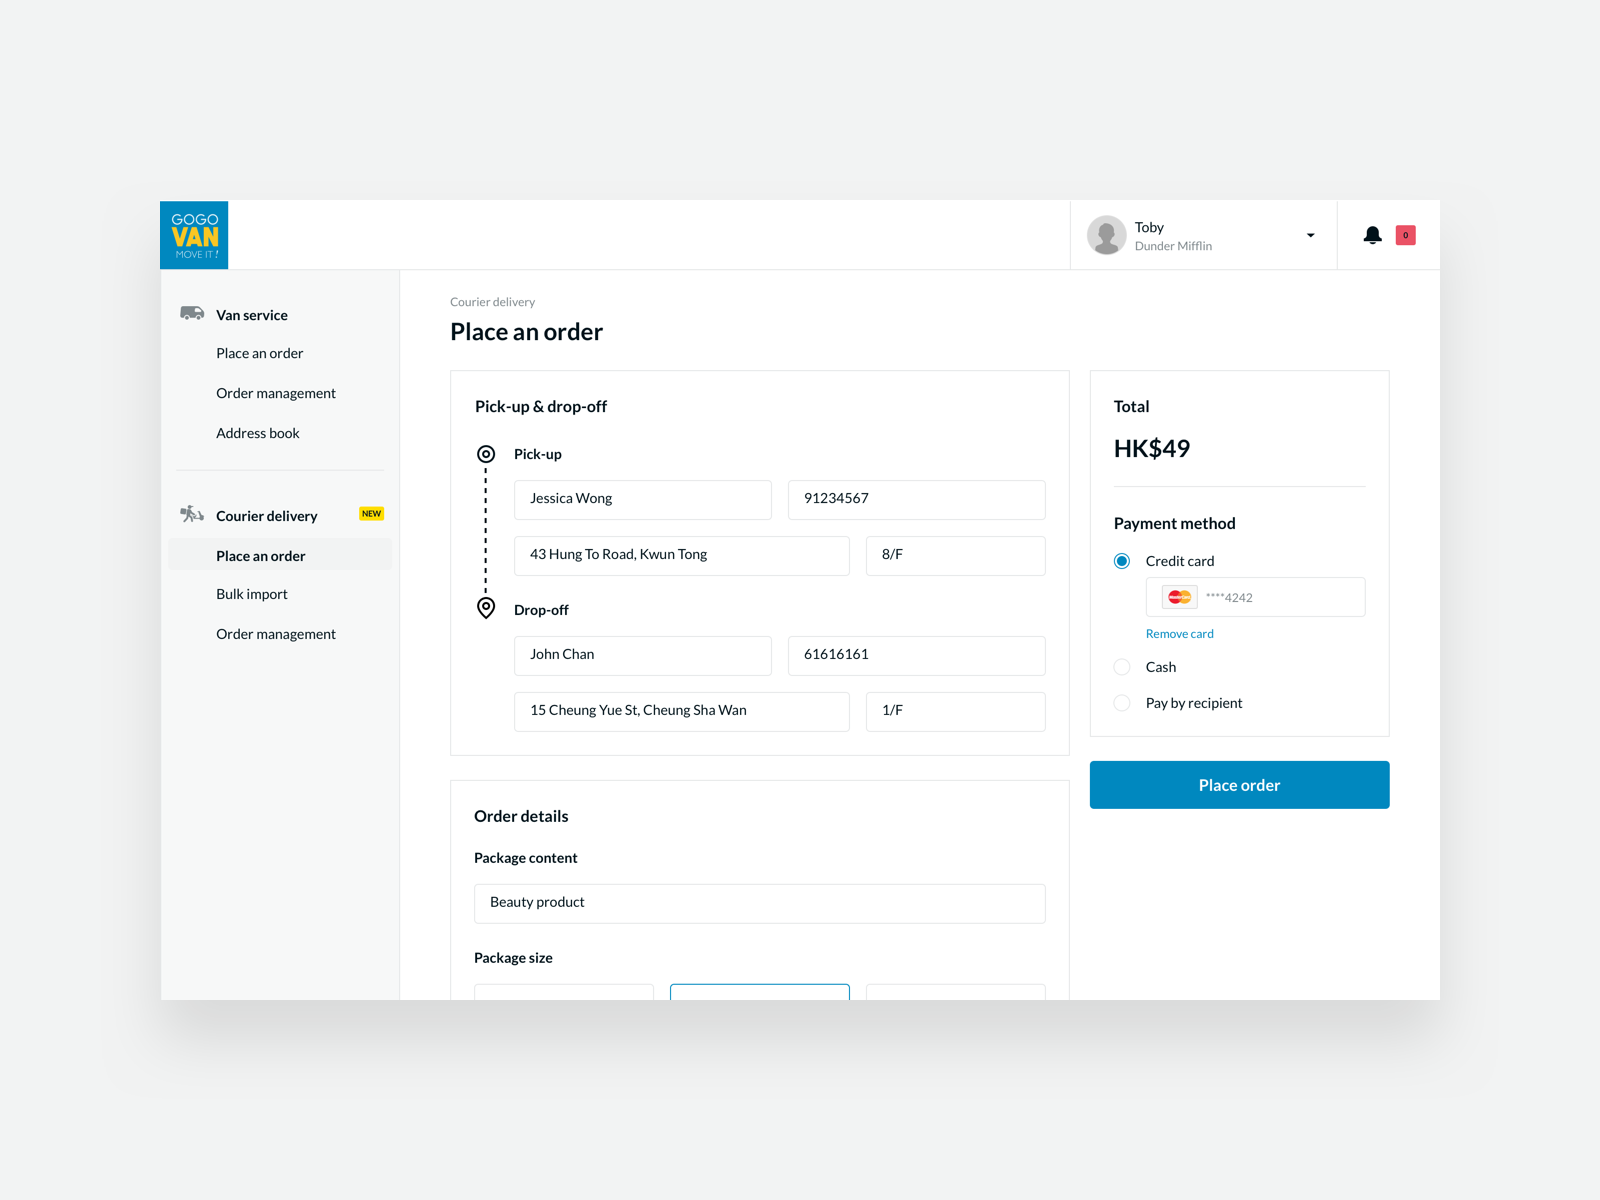 GOGO
VAN
MOVE IT!
Toby
Dunder Mifflin
0
Van service
Place an order
Order management
Address book
Courier delivery
NEW
Place an order
Bulk import
Order management
Courier delivery
Place an order
Pick-up & drop-off
Pick-up
Jessica Wong
91234567
43 Hung To Road, Kwun Tong
8/F
Drop-off
John Chan
61616161
15 Cheung Yue St, Cheung Sha Wan
1/F
Order details
Package content
Beauty product
Package size
Total
HK$49
Payment method
Credit card
MasterCard
****4242
Remove card
Cash
Pay by recipient
Place order